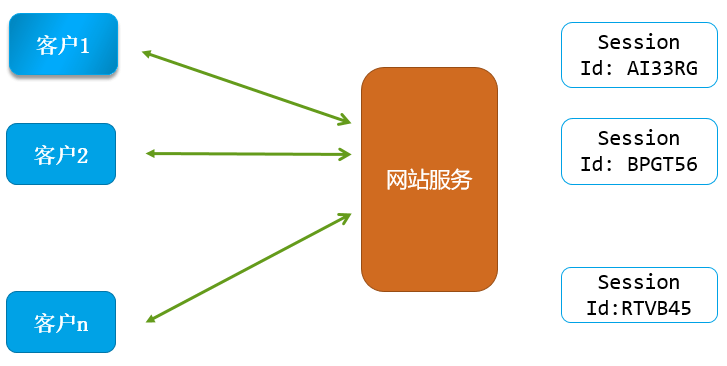 客户1
客户2
客户n
网站服务
Session
Id: AI33RG
Session
Id: BPGT56
Session
Id:RTVB45